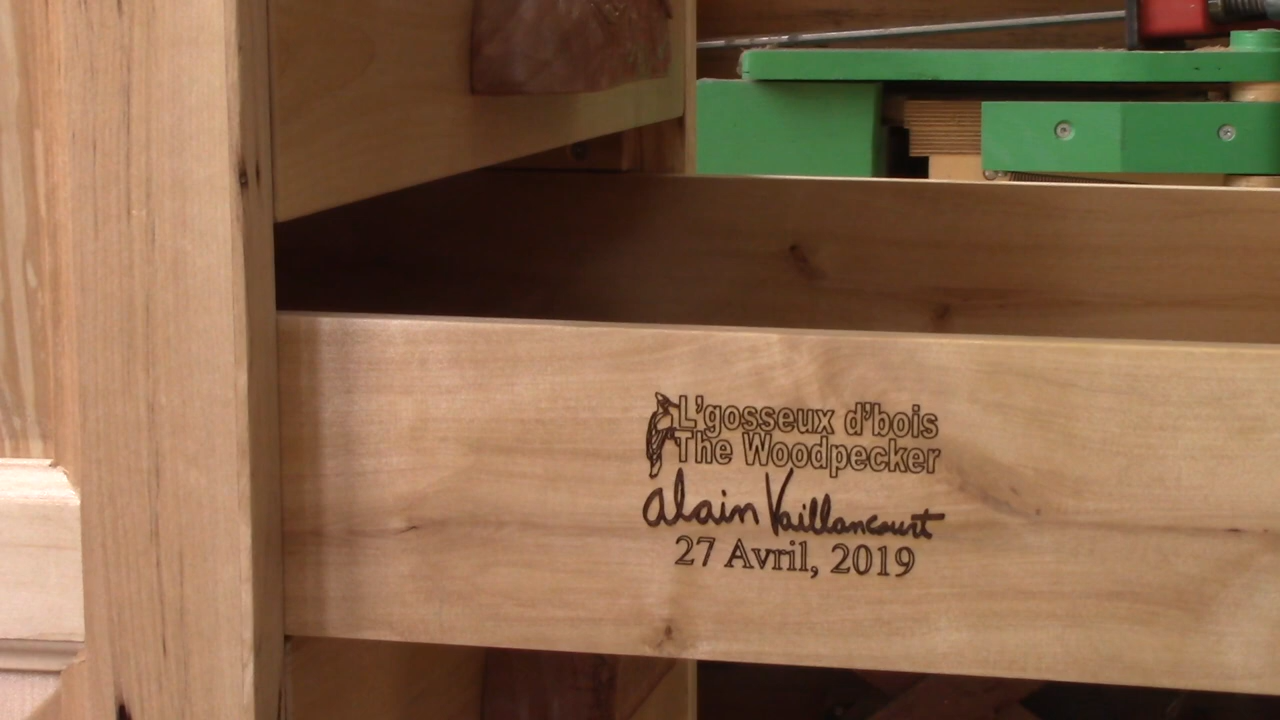 L'gosseux d'bois
The Woodpecker
Alain Vaillancourt
27 Avril, 2019